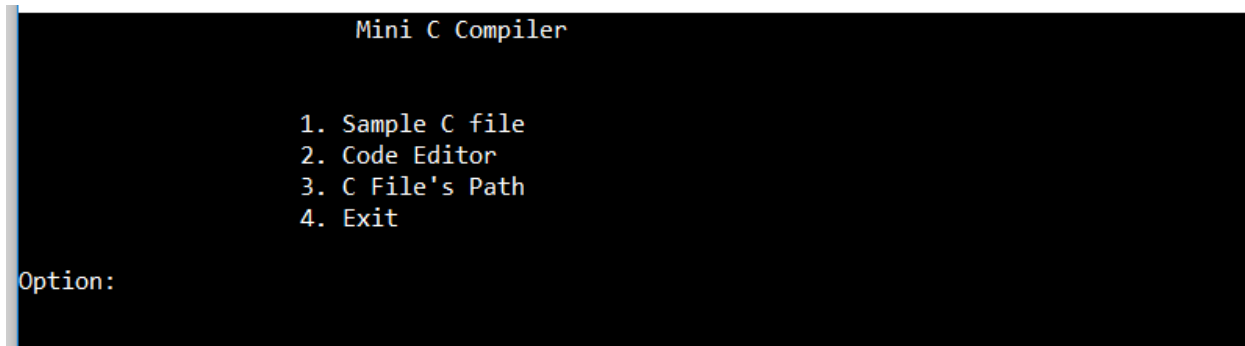 Mini C Compiler
1. Sample C file
2. Code Editor
3. C File's Path
4. Exit
Option: